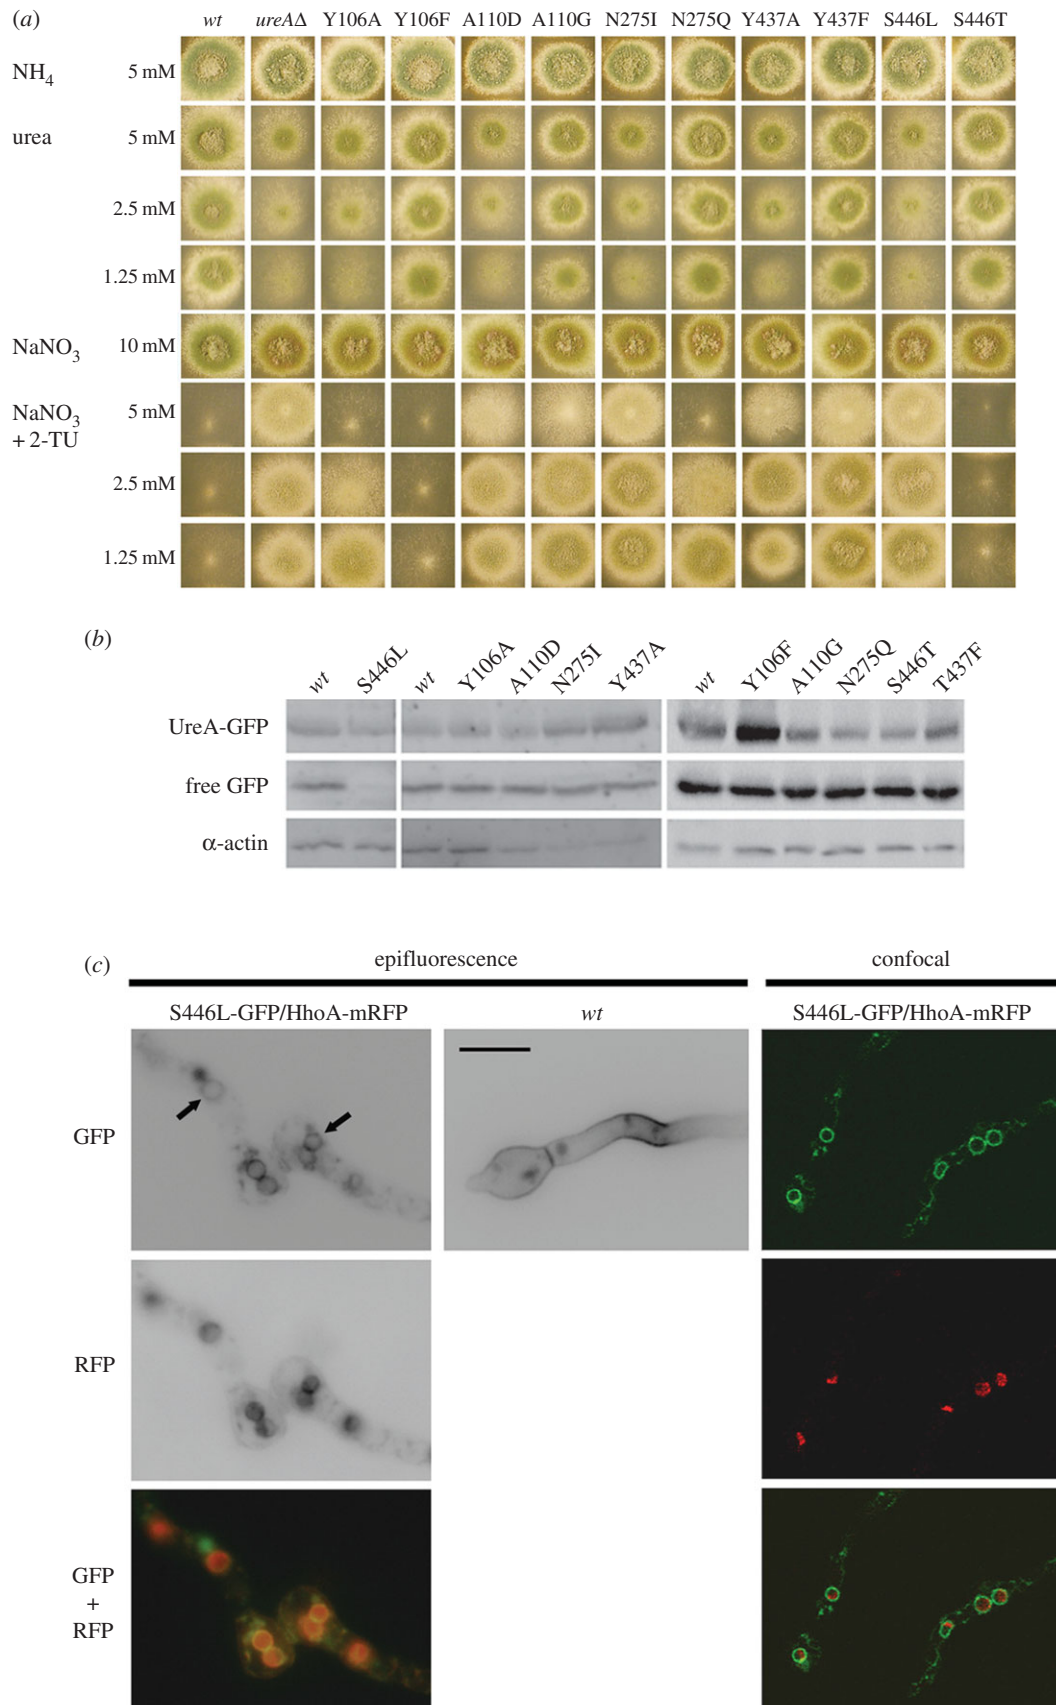 (a)
wt ureAΔ Y106A Y106F A110D A110G N275I N275Q Y437A Y437F S446L S446T
NH4 5 mM
urea 5 mM
2.5 mM
1.25 mM
NaNO3 10 mM
NaNO3 + 2-TU 5 mM
2.5 mM
1.25 mM
(b)
wt S446L wt Y106A A110D N275I Y437A wt Y106F A110G N275Q S446T T437F
UreA-GFP
free GFP
α-actin
(c)
epifluorescence confocal
S446L-GFP/HhoA-mRFP wt S446L-GFP/HhoA-mRFP
GFP
RFP
GFP
+
RFP